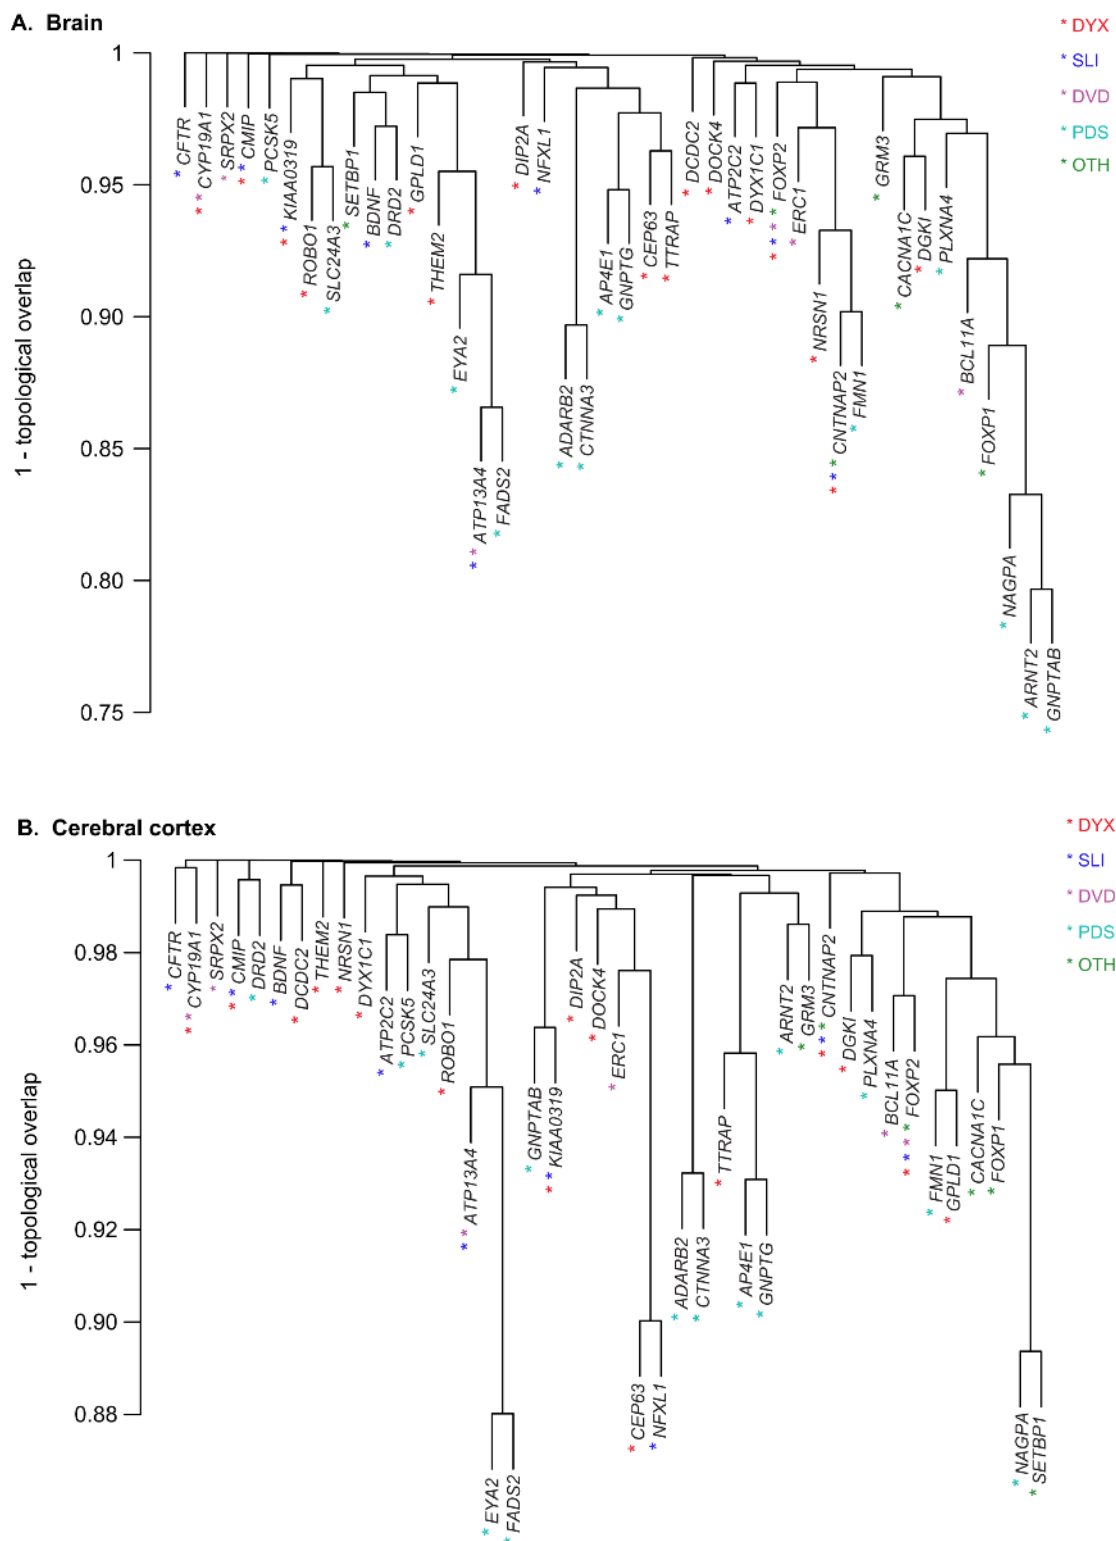 A. Brain
* DYX
* SLI
* DVD
* PDS
* OTH
1 - topological overlap
1
0.95
0.90
0.85
0.80
0.75
* CFTR
** CYP19A1
* SRPX2
** CMIP
* PCSK5
** KIAA0319
* ROBO1
* SLC24A3
* SETBP1
* BDNF
* DRD2
* GPLD1
* THEM2
* EYA2
** ATP13A4
* FADS2
* DIP2A
* NFXL1
* ADARB2
* CTNNA3
* AP4E1
* GNPTG
* CEP63
* TTRAP
* DCDC2
* DOCK4
* ATP2C2
* DYX1C1
**** FOXP2
* ERC1
* NRSN1
*** CNTNAP2
* FMN1
* GRM3
* CACNA1C
* DGKI
* PLXNA4
* BCL11A
* FOXP1
* NAGPA
* ARNT2
* GNPTAB
B. Cerebral cortex
* DYX
* SLI
* DVD
* PDS
* OTH
1 - topological overlap
1
0.98
0.96
0.94
0.92
0.90
0.88
* CFTR
** CYP19A1
* SRPX2
** CMIP
* DRD2
* BDNF
* DCDC2
* THEM2
* NRSN1
* DYX1C1
* ATP2C2
* PCSK5
* SLC24A3
* ROBO1
** ATP13A4
* EYA2
* FADS2
* GNPTAB
** KIAA0319
* DIP2A
* DOCK4
* ERC1
* CEP63
* NFXL1
* ADARB2
* CTNNA3
* TTRAP
* AP4E1
* GNPTG
* ARNT2
* GRM3
*** CNTNAP2
* DGKI
* PLXNA4
* BCL11A
**** FOXP2
* FMN1
* GPLD1
* CACNA1C
* FOXP1
* NAGPA
* SETBP1